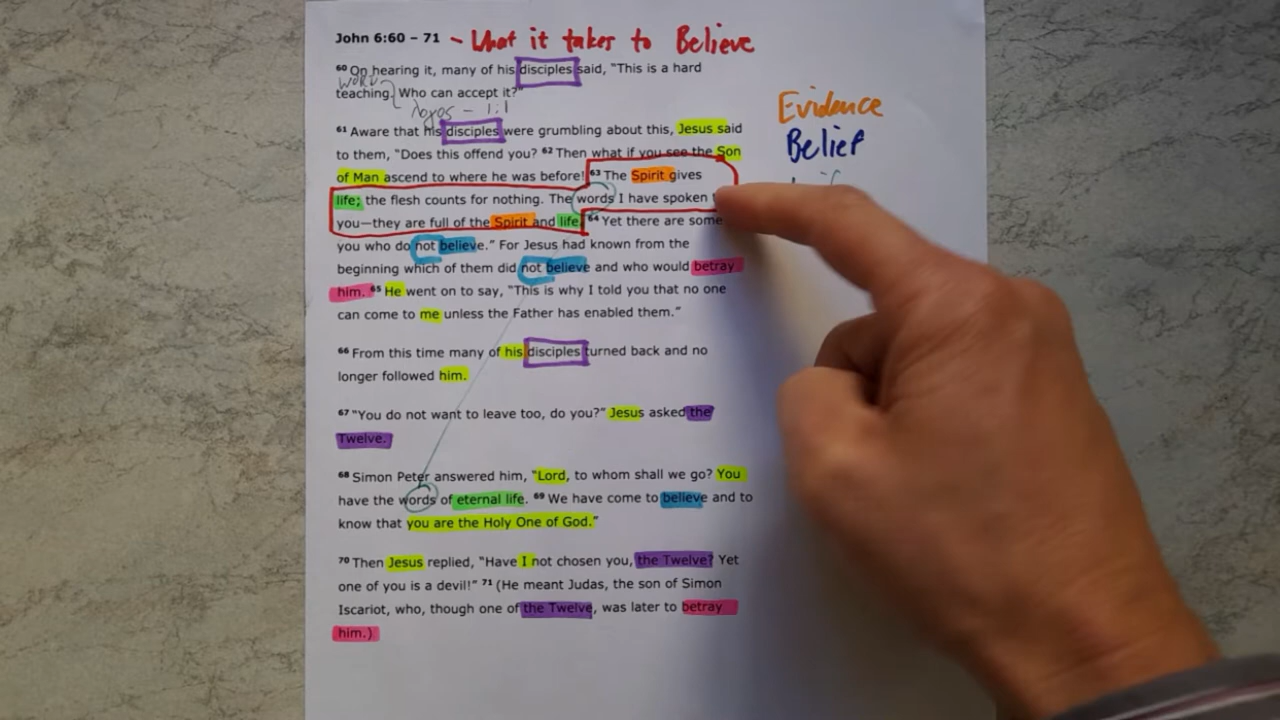 John 6:60 – 71 ~ What it takes to Believe
60 On hearing it, many of his disciples said, "This is a hard
WORD
teaching. Who can accept it?"
λογος – 1:1
Evidence
Belief
61 Aware that his disciples were grumbling about this, Jesus said
to them, "Does this offend you? 62 Then what if you see the Son
of Man ascend to where he was before! 63 The Spirit gives
life; the flesh counts for nothing. The words I have spoken
you—they are full of the Spirit and life. 64 Yet there are some
you who do not believe." For Jesus had known from the
beginning which of them did not believe and who would betray
him. 65 He went on to say, "This is why I told you that no one
can come to me unless the Father has enabled them."
66 From this time many of his disciples turned back and no
longer followed him.
67 "You do not want to leave too, do you?" Jesus asked the
Twelve.
68 Simon Peter answered him, "Lord, to whom shall we go? You
have the words of eternal life. 69 We have come to believe and to
know that you are the Holy One of God."
70 Then Jesus replied, "Have I not chosen you, the Twelve? Yet
one of you is a devil!" 71 (He meant Judas, the son of Simon
Iscariot, who, though one of the Twelve, was later to betray
him.)